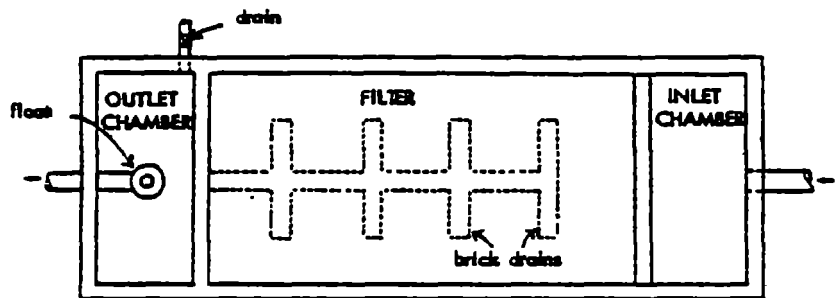 drain
float
OUTLET
CHAMBER
FILTER
INLET
CHAMBER
brick drains